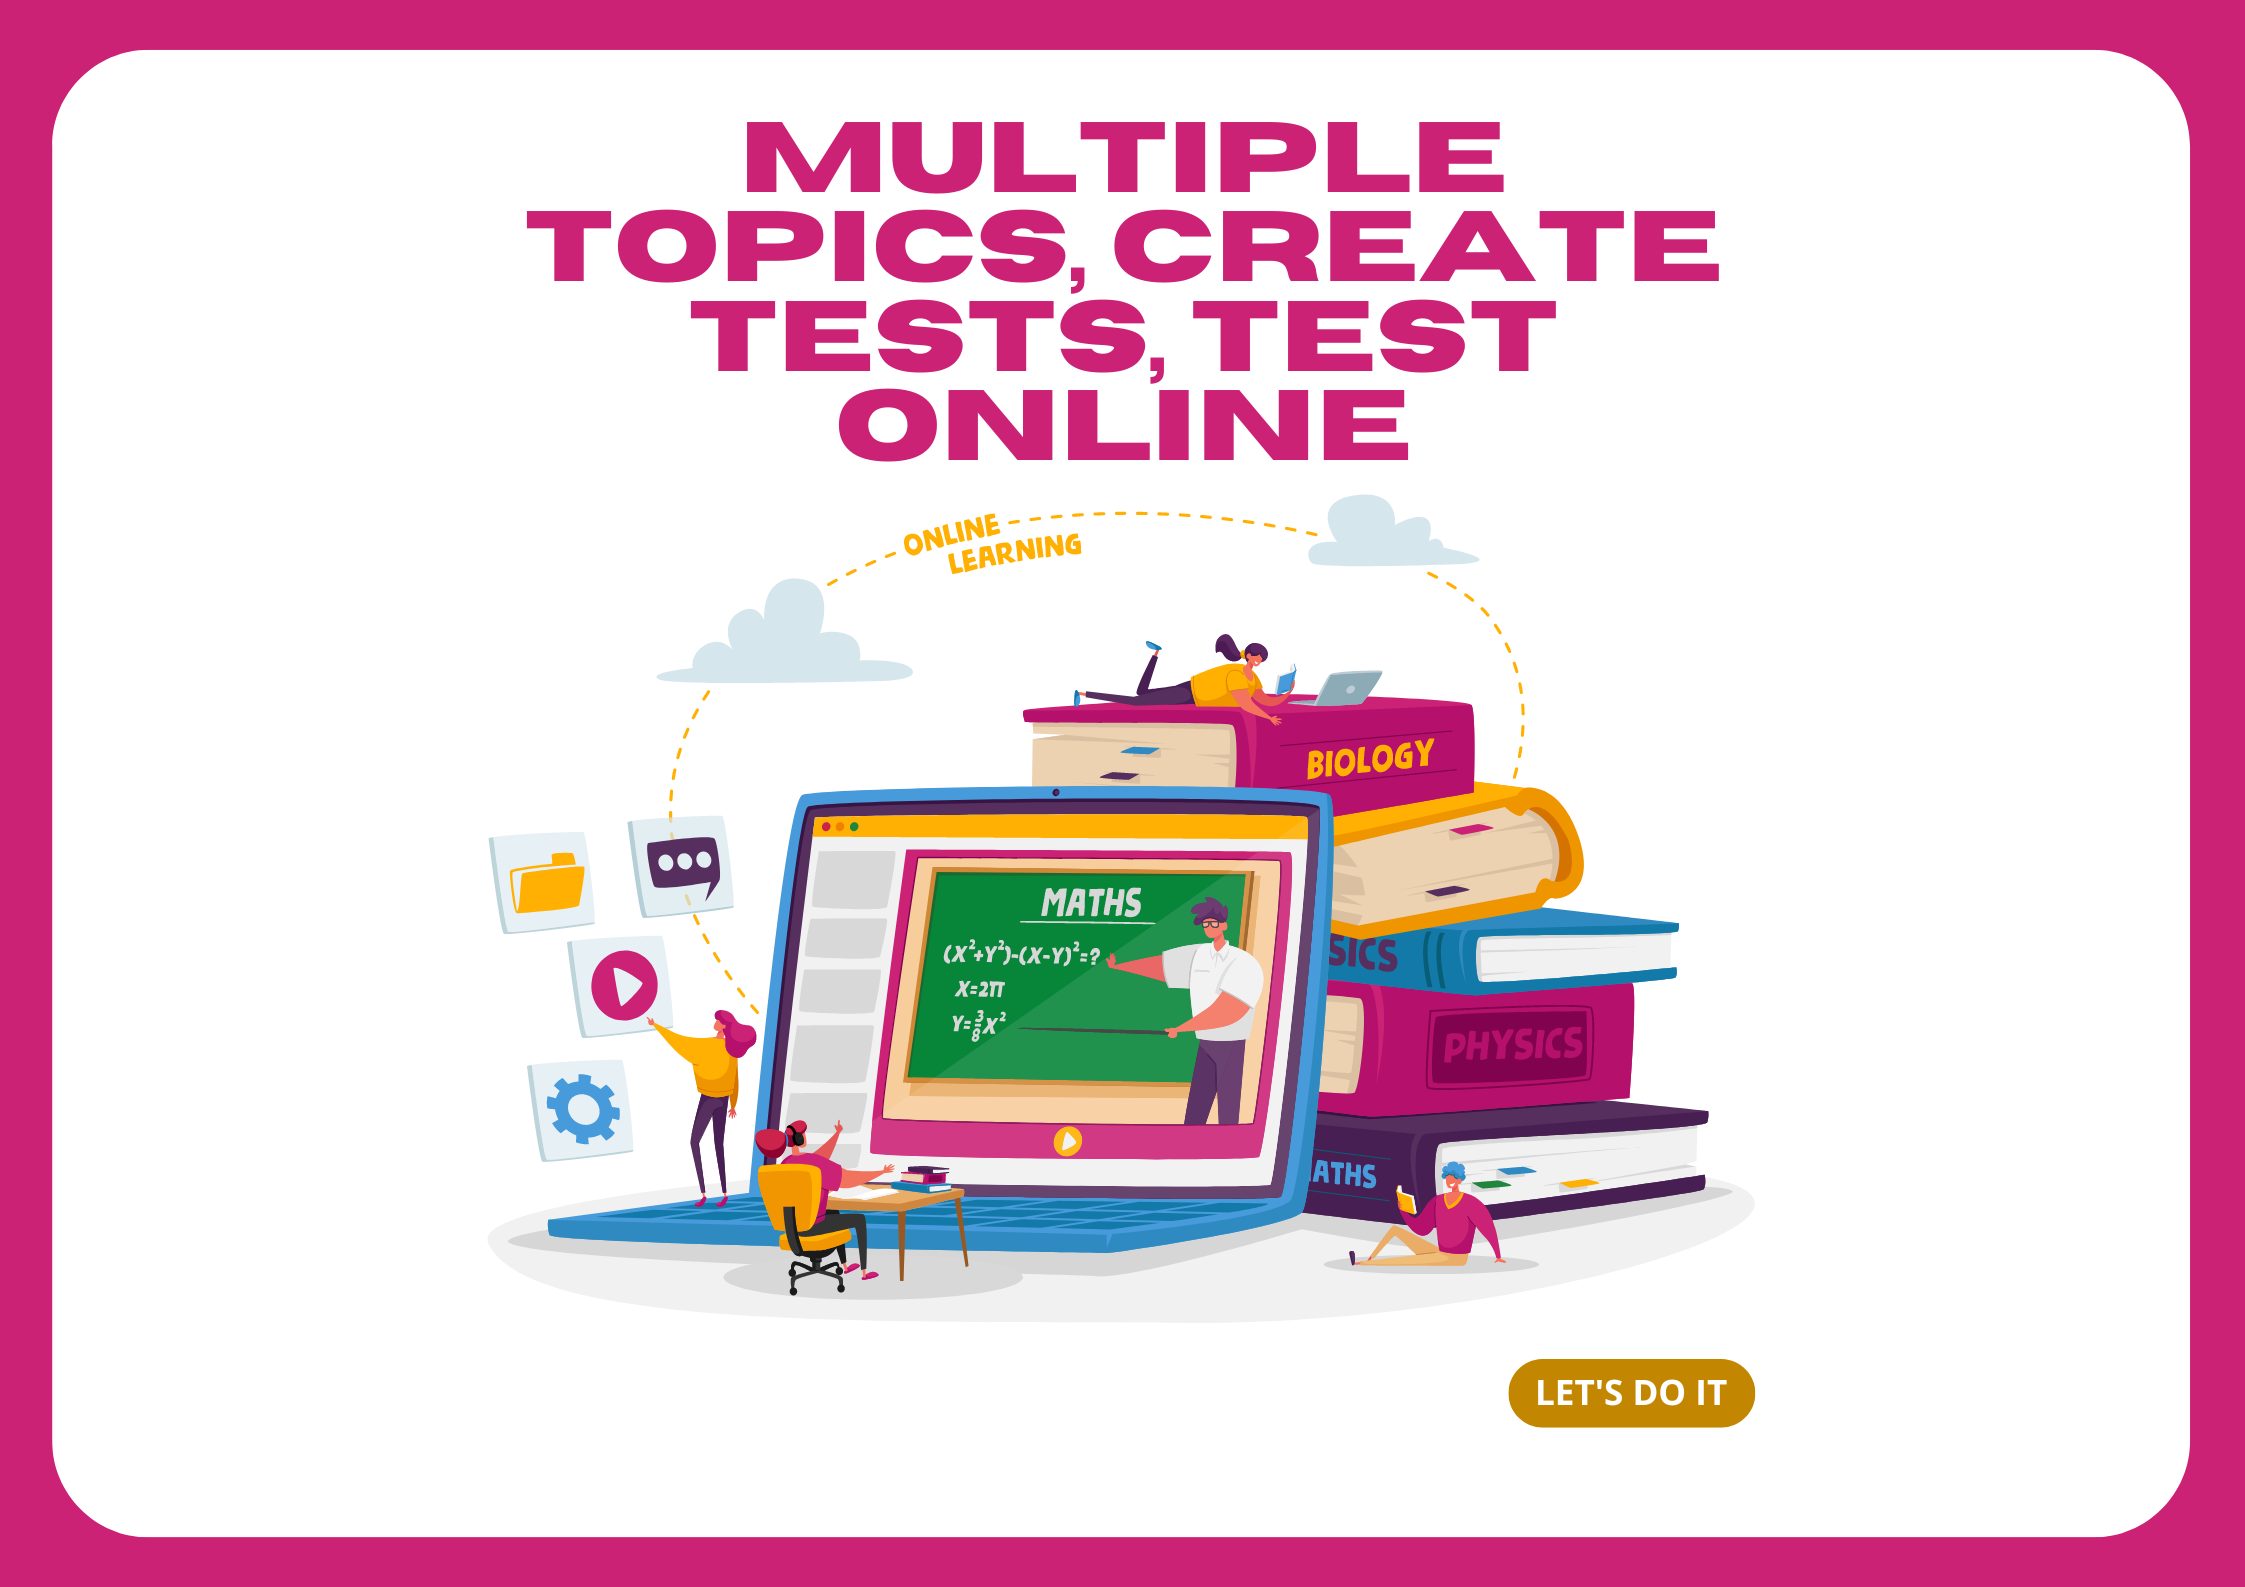 MULTIPLE
TOPICS, CREATE
TESTS, TEST
ONLINE
ONLINE
LEARNING
BIOLOGY
MATHS
(X²+Y²)-(X-Y)²=?
X=2π
Y=3/8X²
SICS
PHYSICS
ATHS
LET'S DO IT